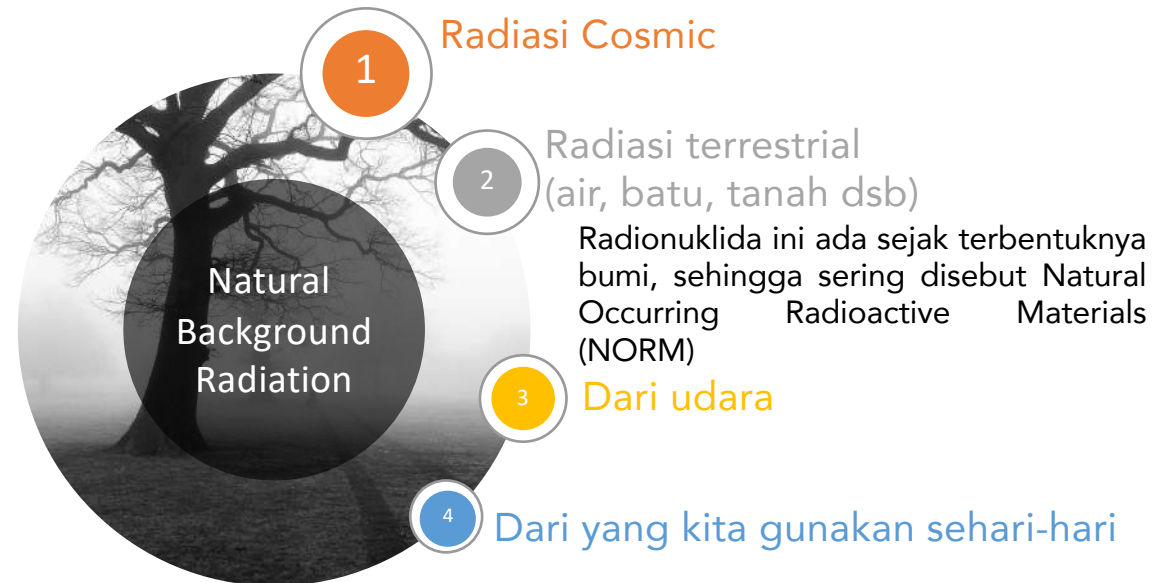 1
Radiasi Cosmic
2
Radiasi terrestrial
(air, batu, tanah dsb)
Radionuklida ini ada sejak terbentuknya
bumi, sehingga sering disebut Natural
Occurring Radioactive Materials
(NORM)
Natural
Background
Radiation
3
Dari udara
4
Dari yang kita gunakan sehari-hari